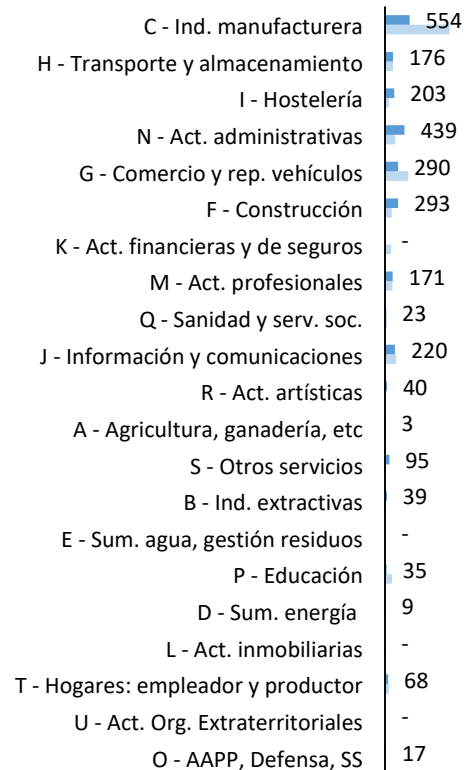 C - Ind. manufacturera 554
H - Transporte y almacenamiento 176
I - Hostelería 203
N - Act. administrativas 439
G - Comercio y rep. vehículos 290
F - Construcción 293
K - Act. financieras y de seguros -
M - Act. profesionales 171
Q - Sanidad y serv. soc. 23
J - Información y comunicaciones 220
R - Act. artísticas 40
A - Agricultura, ganadería, etc 3
S - Otros servicios 95
B - Ind. extractivas 39
E - Sum. agua, gestión residuos -
P - Educación 35
D - Sum. energía 9
L - Act. inmobiliarias -
T - Hogares: empleador y productor 68
U - Act. Org. Extraterritoriales -
O - AAPP, Defensa, SS 17